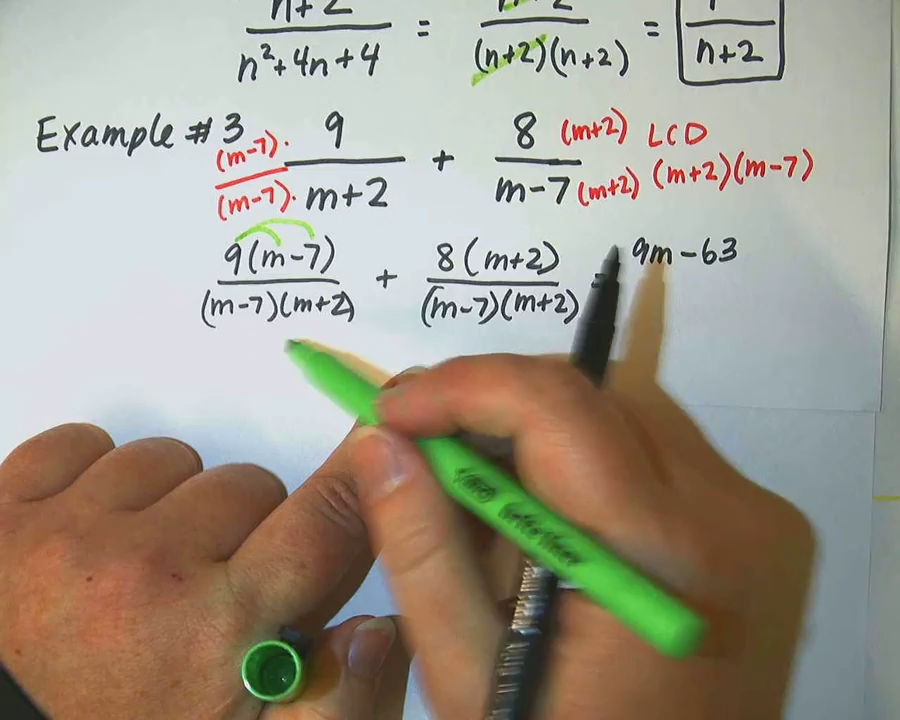 n+2
n²+4n+4 = (n+2)(n+2) = n+2
Example #3
(m-7)· 9 + 8 (m+2) LCD
(m-7)· m+2 m-7 (m+2) (m+2)(m-7)
9(m-7) + 8(m+2) = 9m-63
(m-7)(m+2) (m-7)(m+2)